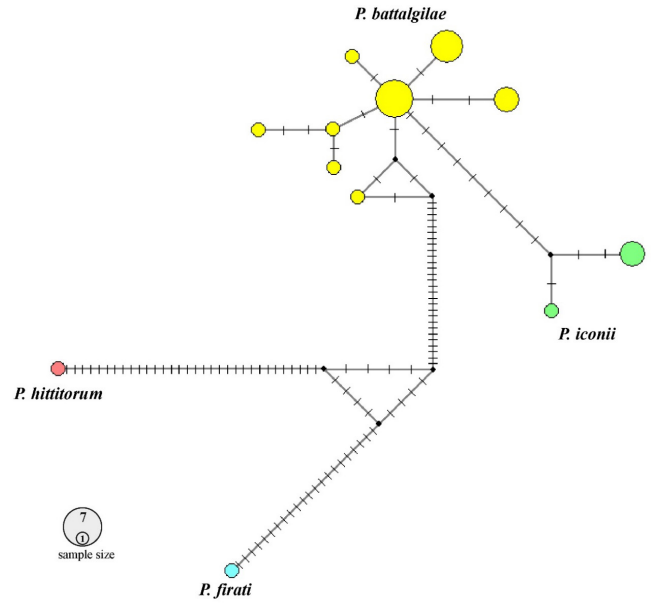 P. battalgilae
P. iconii
P. hittitorum
7
1
sample size
P. firati